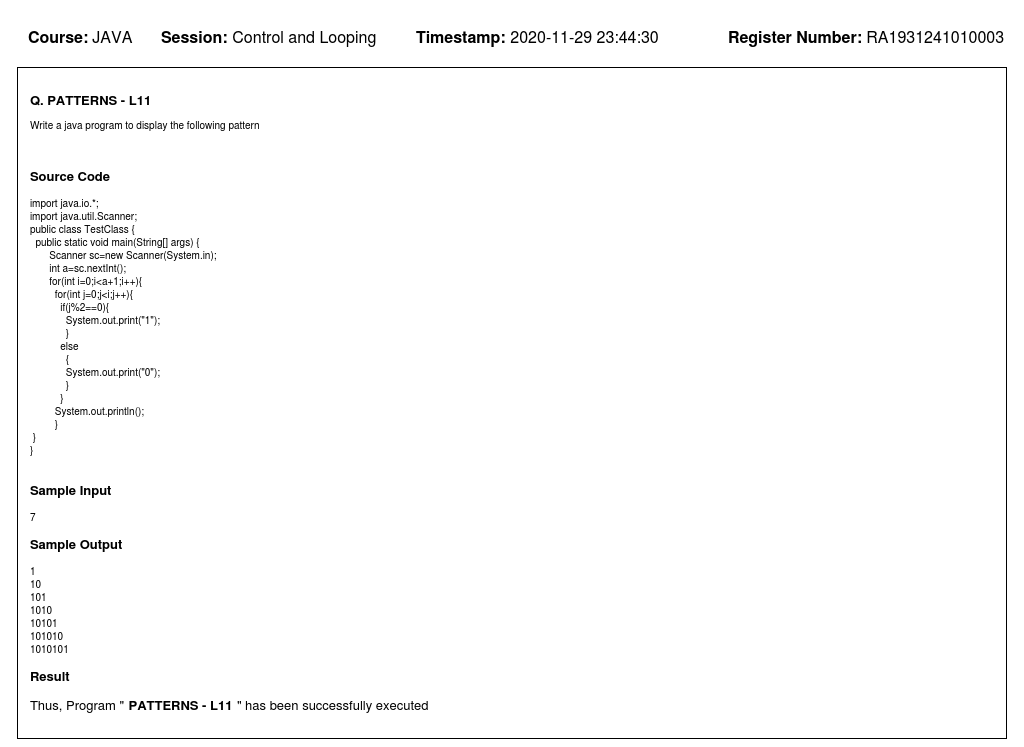 Course: JAVA Session: Control and Looping Timestamp: 2020-11-29 23:44:30 Register Number: RA1931241010003
Q. PATTERNS - L11
Write a java program to display the following pattern
Source Code
import java.io.*;
import java.util.Scanner;
public class TestClass {
public static void main(String[] args) {
Scanner sc=new Scanner(System.in);
int a=sc.nextInt();
for(int i=0;i<a+1;i++){
for(int j=0;j<i;j++){
if(j%2==0){
System.out.print("1");
}
else
{
System.out.print("0");
}
}
System.out.println();
}
}
}
Sample Input
7
Sample Output
1
10
101
1010
10101
101010
1010101
Result
Thus, Program " PATTERNS - L11 " has been successfully executed